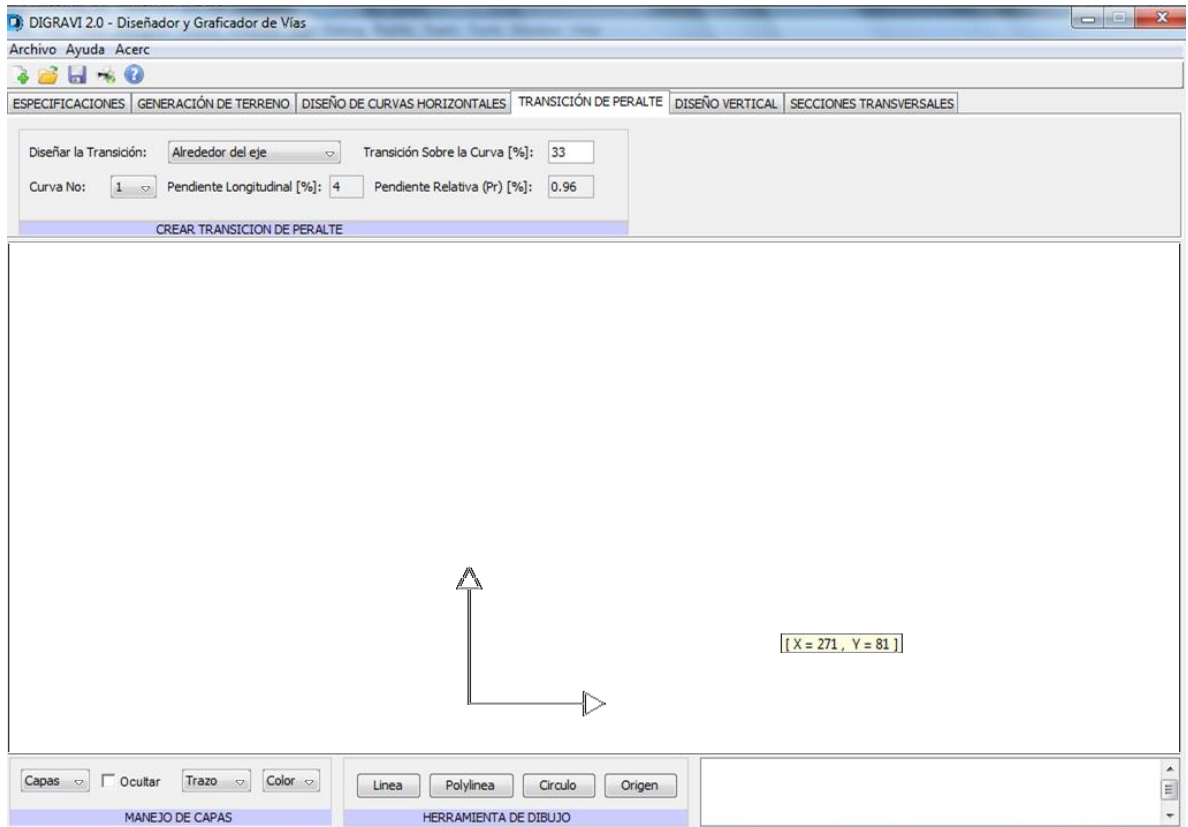 DIGRAVI 2.0 - Diseñador y Graficador de Vías
Archivo Ayuda Acerc
ESPECIFICACIONES GENERACIÓN DE TERRENO DISEÑO DE CURVAS HORIZONTALES TRANSICIÓN DE PERALTE DISEÑO VERTICAL SECCIONES TRANSVERSALES
Diseñar la Transición: Alrededor del eje Transición Sobre la Curva [%]: 33
Curva No: 1 Pendiente Longitudinal [%]: 4 Pendiente Relativa (Pr) [%]: 0.96
CREAR TRANSICION DE PERALTE
[ X = 271 , Y = 81 ]
Capas Ocultar Trazo Color Linea Polylinea Circulo Origen
MANEJO DE CAPAS HERRAMIENTA DE DIBUJO